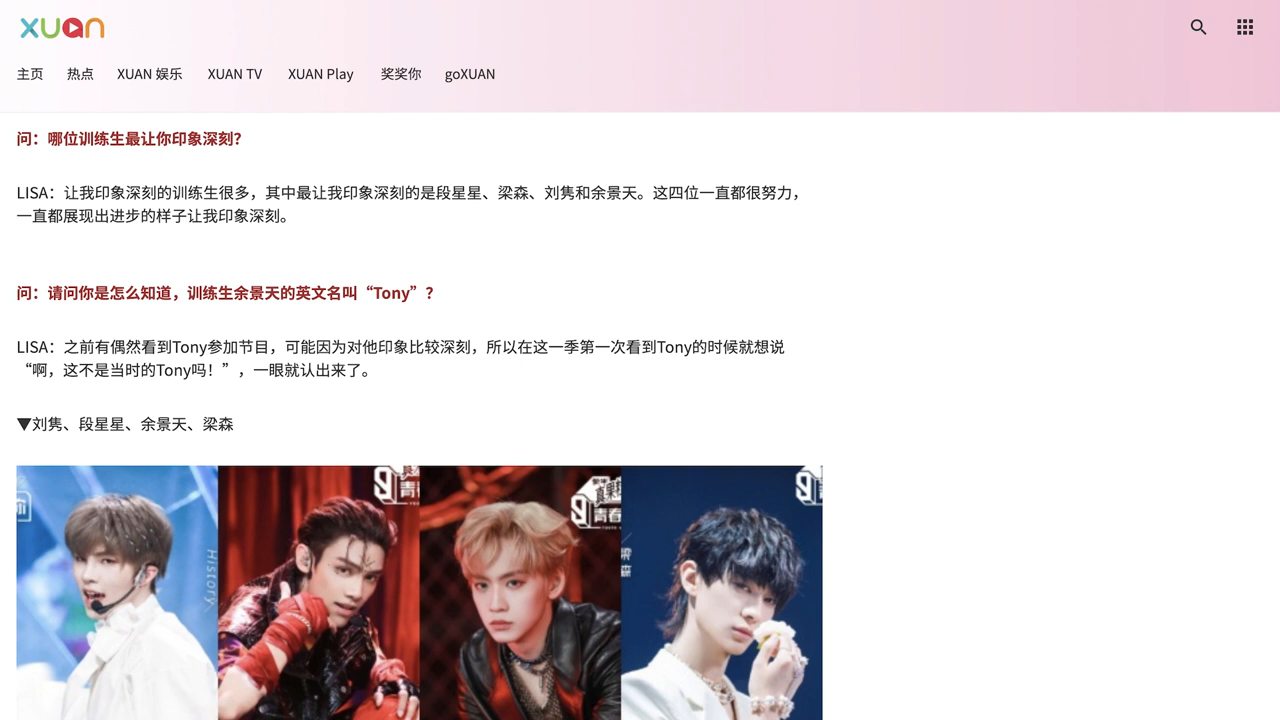 XUAN
主页 热点 XUAN 娱乐 XUAN TV XUAN Play 奖奖你 goXUAN
问：哪位训练生最让你印象深刻？
LISA：让我印象深刻的训练生很多，其中最让我印象深刻的是段星星、梁森、刘隽和余景天。这四位一直都很努力，
一直都展现出进步的样子让我印象深刻。
问：请问你是怎么知道，训练生余景天的英文名叫“Tony”？
LISA：之前有偶然看到Tony参加节目，可能因为对他印象比较深刻，所以在这一季第一次看到Tony的时候就想说
“啊，这不是当时的Tony吗！”，一眼就认出来了。
▼刘隽、段星星、余景天、梁森
History
青春
青春